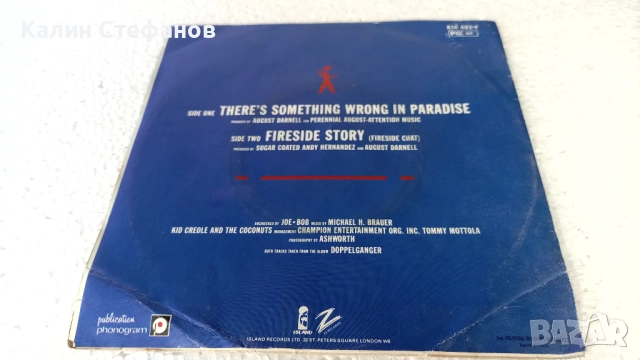 Калин Стефанов
SIDE ONE THERE'S SOMETHING WRONG IN PARADISE
PRODUCED BY AUGUST DARNELL FOR PERENNIAL AUGUST-ATTENTION MUSIC
SIDE TWO FIRESIDE STORY (FIRESIDE CHAT)
PRODUCED BY SUGAR COATED ANDY HERNANDEZ AND AUGUST DARNELL
ENGINEERED BY JOE-BOB MIXED BY MICHAEL H. BRAUER
KID CREOLE AND THE COCONUTS MANAGEMENT CHAMPION ENTERTAINMENT ORG. INC. TOMMY MOTTOLA
PHOTOGRAPHY BY ASHWORTH
BOTH TRACKS TAKEN FROM THE ALBUM DOPPELGANGER
publication
phonogram
ISLAND
Z
ISLAND RECORDS LTD. 22 ST. PETERS SQUARE, LONDON W6
BAZAR